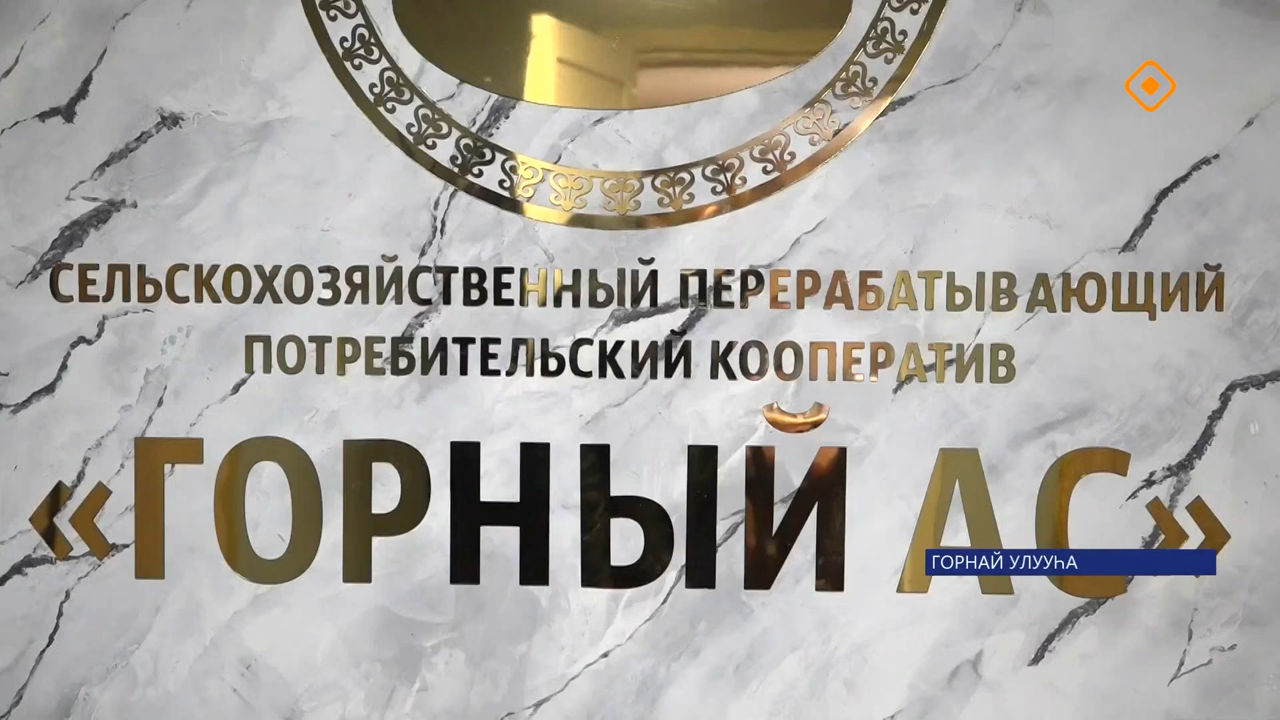 СЕЛЬСКОХОЗЯЙСТВЕННЫЙ ПЕРЕРАБАТЫВАЮЩИЙ
ПОТРЕБИТЕЛЬСКИЙ КООПЕРАТИВ
«ГОРНЫЙ АС»
ГОРНАЙ УЛУУҺА